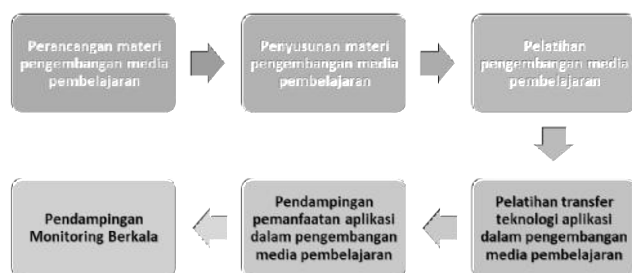 Perancangan materi
pengembangan media
pembelajaran
Penyusunan materi
pengembangan media
pembelajaran
Pelatihan
pengembangan media
pembelajaran
Pelatihan transfer
teknologi aplikasi
dalam pengembangan
media pembelajaran
Pendampingan
pemanfaatan aplikasi
dalam pengembangan
media pembelajaran
Pendampingan
Monitoring Berkala